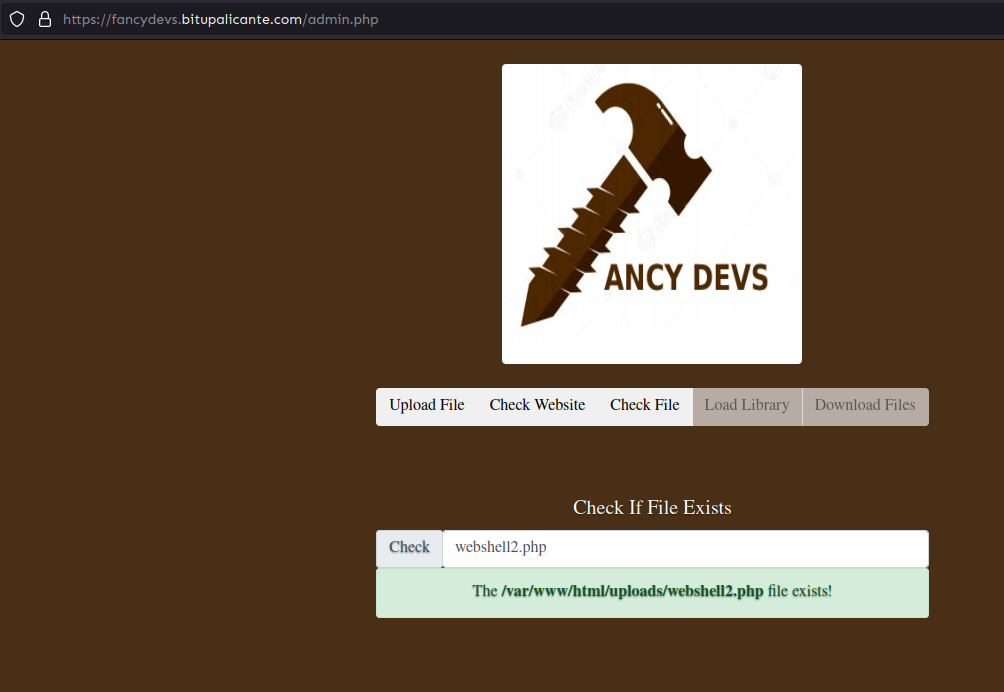 https://fancydevs.bitupalicante.com/admin.php
ANCY DEVS
Upload File Check Website Check File Load Library Download Files
Check If File Exists
Check webshell2.php
The /var/www/html/uploads/webshell2.php file exists!